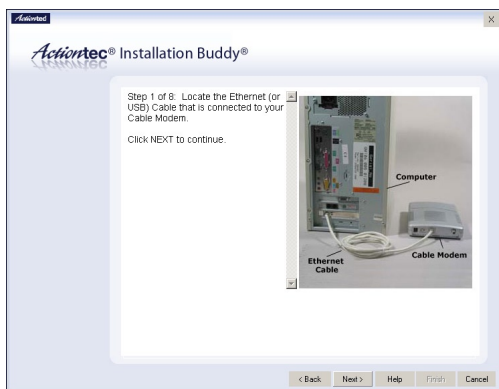 Actiontec
X
Actiontec® Installation Buddy®
Step 1 of 8: Locate the Ethernet (or
USB) Cable that is connected to your
Cable Modem.
Click NEXT to continue.
Computer
Cable Modem
Ethernet
Cable
< Back Next > Help Finish Cancel